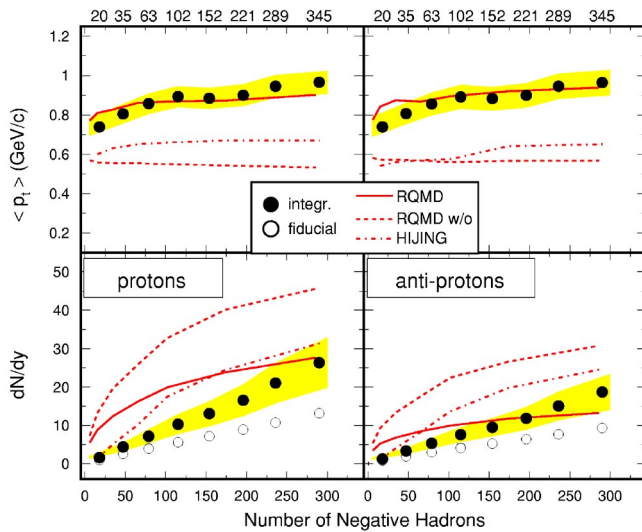 20 35 63 102 152 221 289 345 20 35 63 102 152 221 289 345
1.2
1
0.8
0.6
0.4
0.2
< p_t > (GeV/c)
integr.
fiducial
RQMD
RQMD w/o
HIJING
protons
anti-protons
50
40
30
20
10
0
dN/dy
0 50 100 150 200 250 300 0 50 100 150 200 250 300
Number of Negative Hadrons